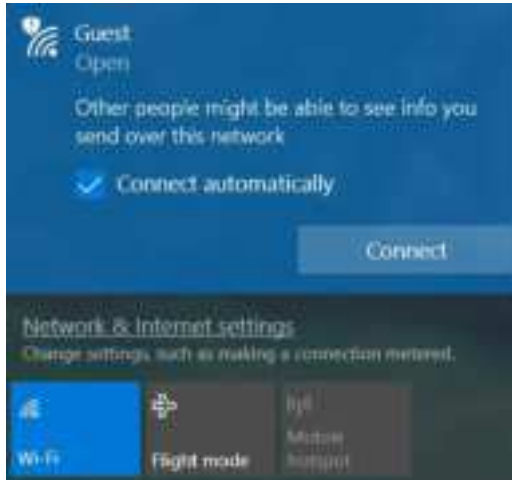 Guest
Open
Other people might be able to see info you
send over this network
Connect automatically
Connect
Network & Internet settings
Change settings, such as making a connection metered.
Wi-Fi
Flight mode
Mobile
hotspot